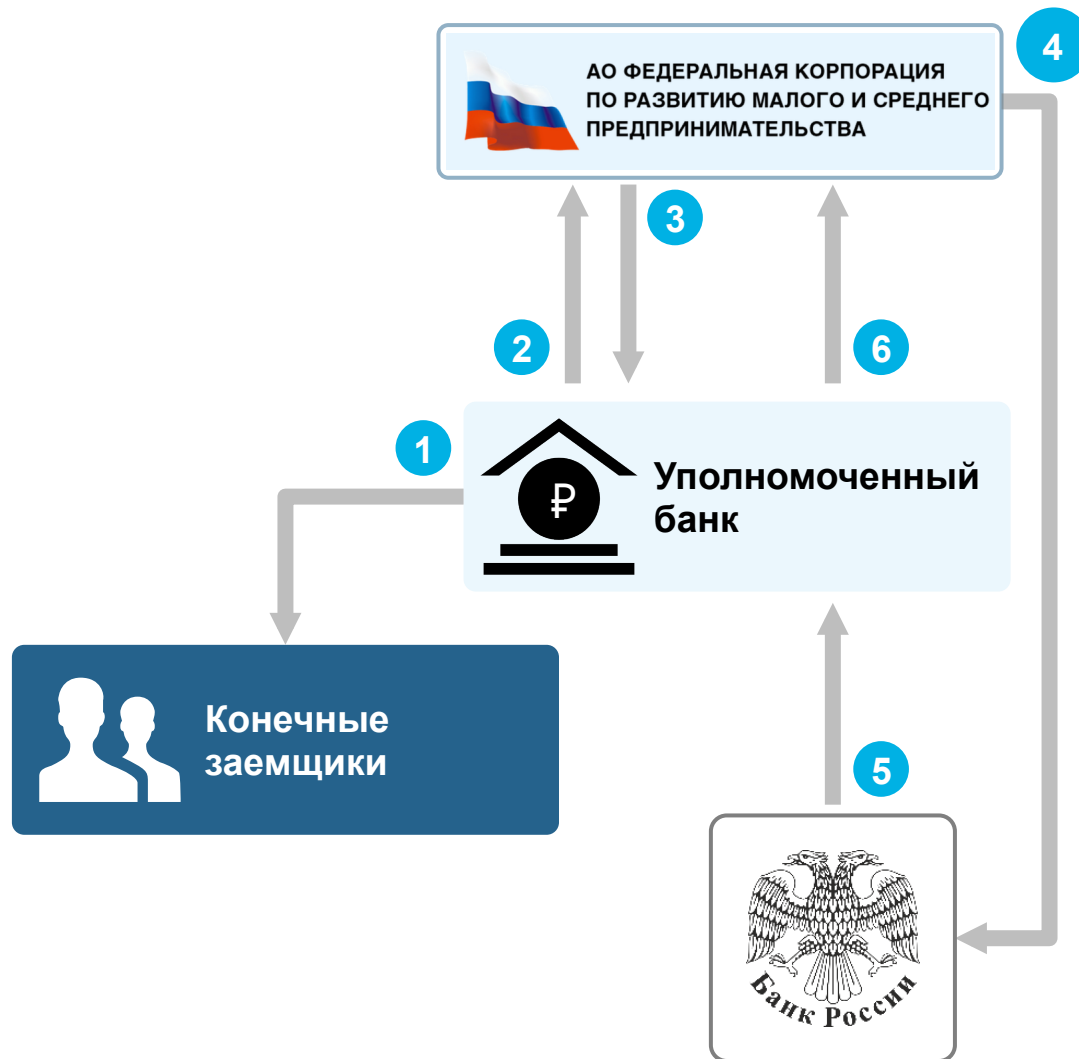 4
АО ФЕДЕРАЛЬНАЯ КОРПОРАЦИЯ
ПО РАЗВИТИЮ МАЛОГО И СРЕДНЕГО
ПРЕДПРИНИМАТЕЛЬСТВА
3
2
6
1
₽
Уполномоченный
банк
Конечные
заемщики
5
Банк России